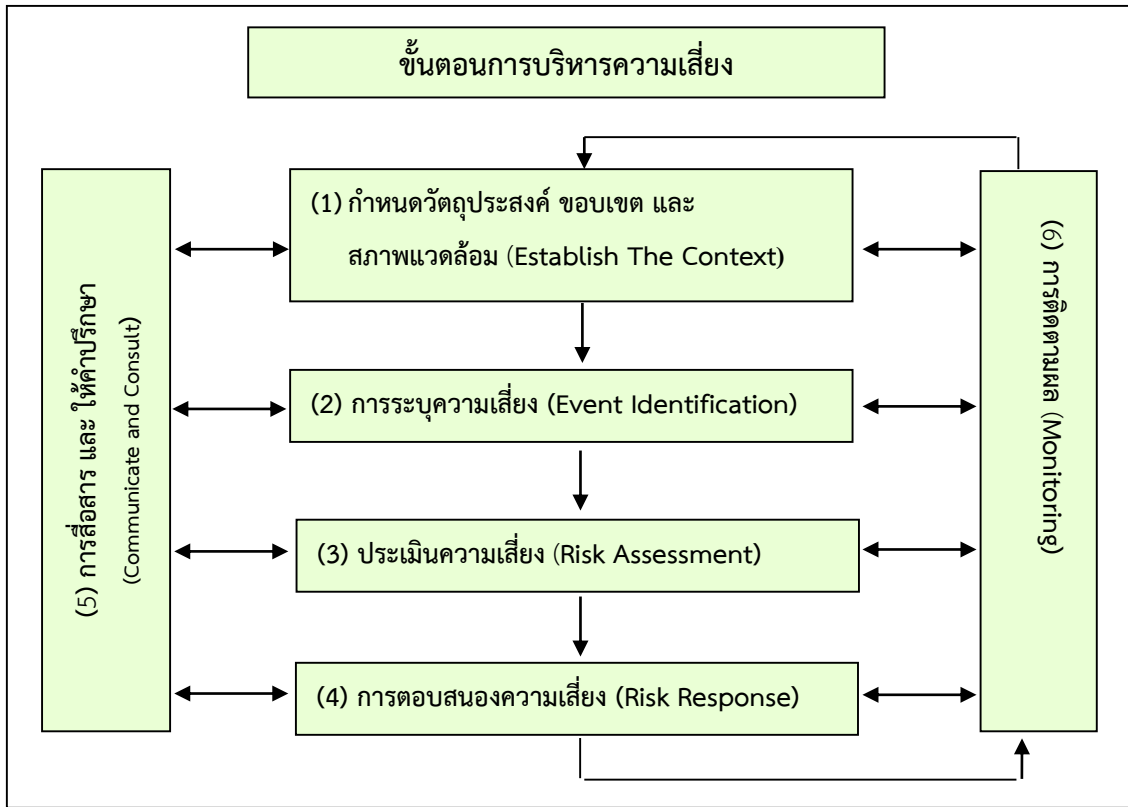 ขั้นตอนการบริหารความเสี่ยง
(1) กำหนดวัตถุประสงค์ ขอบเขต และ
สภาพแวดล้อม (Establish The Context)
(2) การระบุความเสี่ยง (Event Identification)
(3) ประเมินความเสี่ยง (Risk Assessment)
(4) การตอบสนองความเสี่ยง (Risk Response)
(5) การสื่อสาร และ ให้คำปรึกษา
(Communicate and Consult)
(6) การติดตามผล (Monitoring)